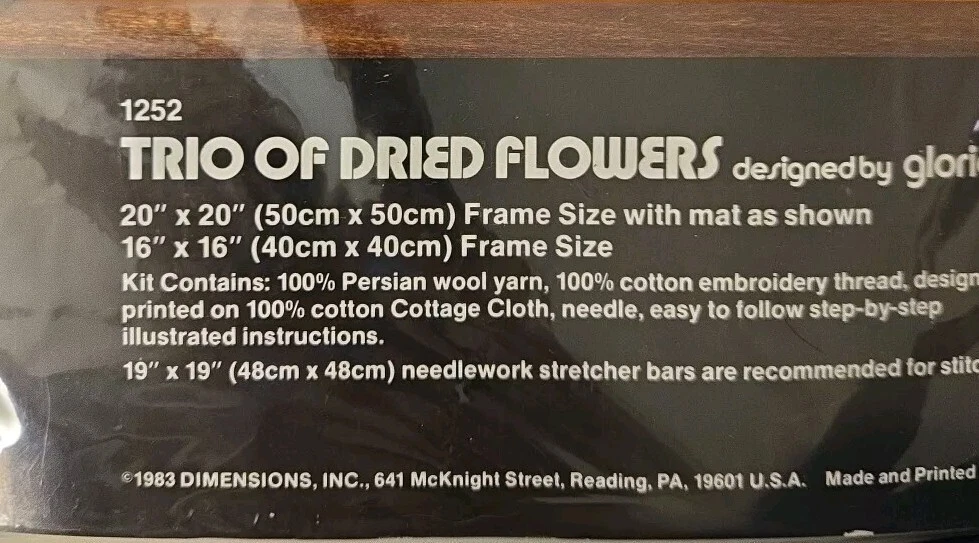 1252
TRIO OF DRIED FLOWERS designed by glori
20" x 20" (50cm x 50cm) Frame Size with mat as shown
16" x 16" (40cm x 40cm) Frame Size
Kit Contains: 100% Persian wool yarn, 100% cotton embroidery thread, design
printed on 100% cotton Cottage Cloth, needle, easy to follow step-by-step
illustrated instructions.
19" x 19" (48cm x 48cm) needlework stretcher bars are recommended for stitc
©1983 DIMENSIONS, INC., 641 McKnight Street, Reading, PA, 19601 U.S.A. Made and Printed